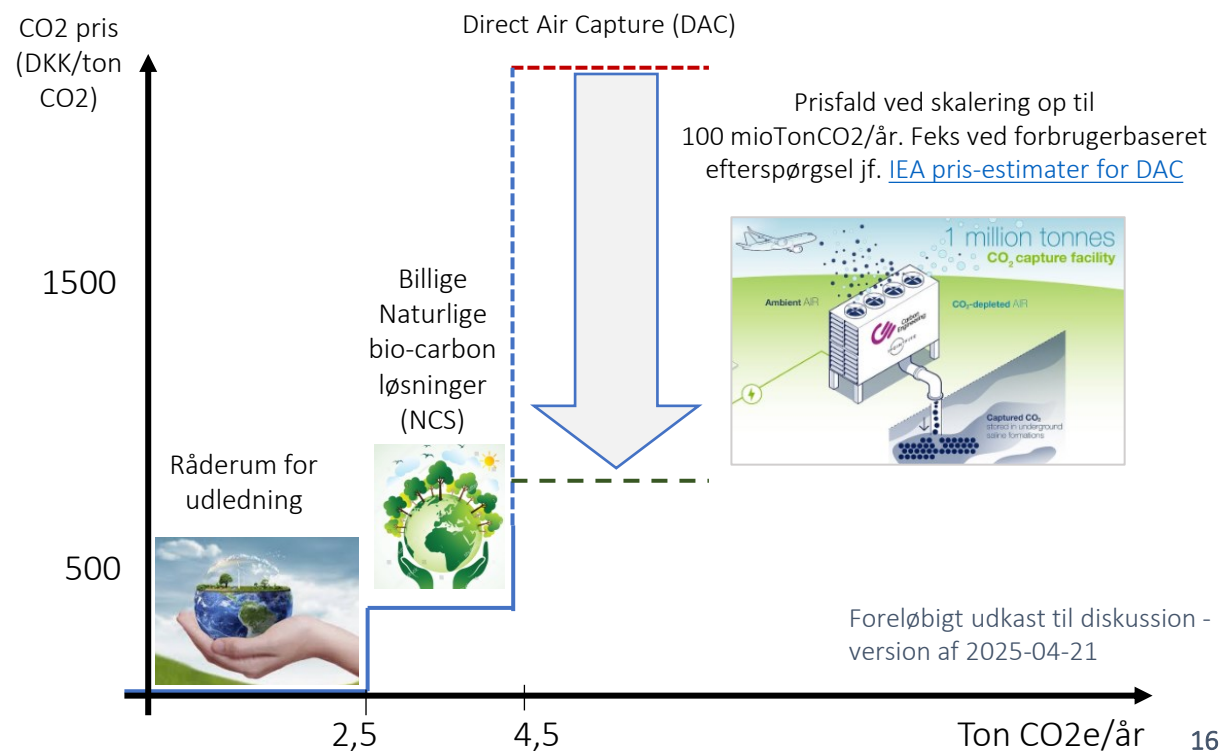 CO2 pris
(DKK/ton
CO2)
Direct Air Capture (DAC)
Prisfald ved skalering op til
100 mioTonCO2/år. Feks ved forbrugerbaseret
efterspørgsel jf. IEA pris-estimater for DAC
1 million tonnes
CO₂ capture facility
Ambient AIR
CO₂-depleted AIR
Carbon
Engineering
Captured CO₂
stored in underground
saline formations
1500
Billige
Naturlige
bio-carbon
løsninger
(NCS)
Råderum for
udledning
500
Foreløbigt udkast til diskussion -
version af 2025-04-21
2,5
4,5
Ton CO2e/år
16